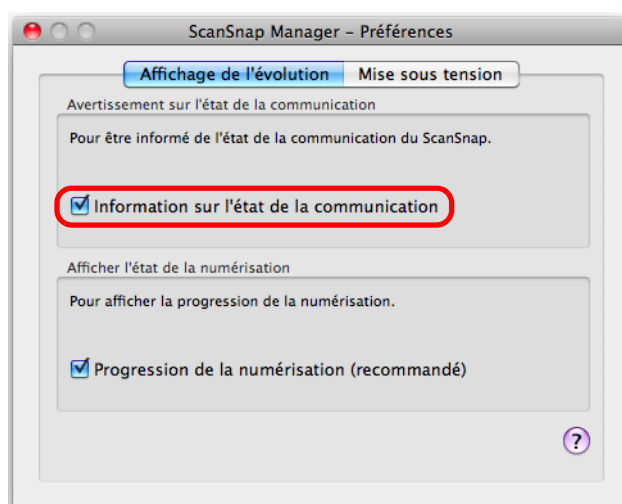 ScanSnap Manager – Préférences
Affichage de l'évolution Mise sous tension
Avertissement sur l'état de la communication
Pour être informé de l'état de la communication du ScanSnap.
Information sur l'état de la communication
Afficher l'état de la numérisation
Pour afficher la progression de la numérisation.
Progression de la numérisation (recommandé)
?